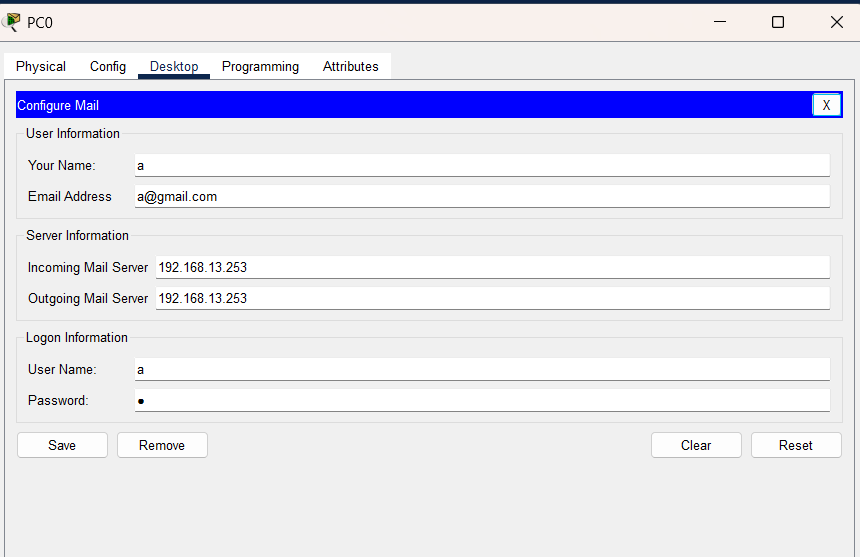 PC0
Physical Config Desktop Programming Attributes
Configure Mail X
User Information
Your Name: a
Email Address a@gmail.com
Server Information
Incoming Mail Server 192.168.13.253
Outgoing Mail Server 192.168.13.253
Logon Information
User Name: a
Password: •
Save Remove Clear Reset